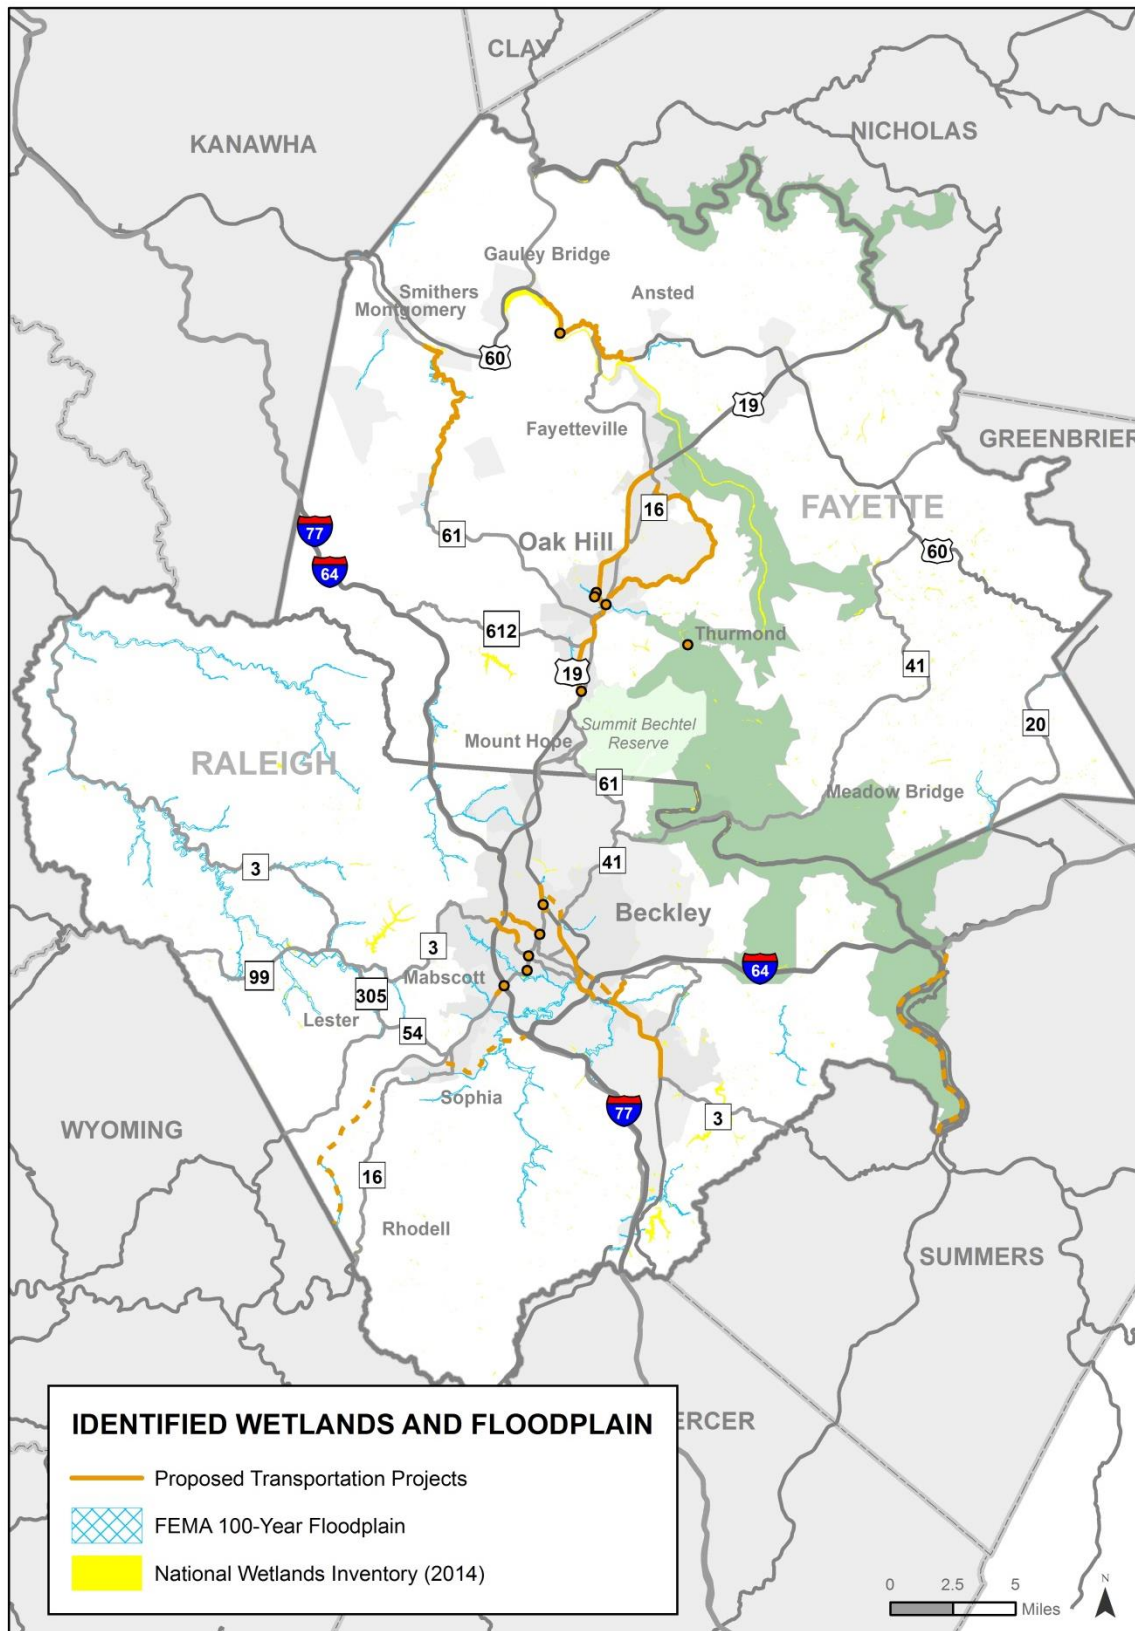 CLAY
KANAWHA
NICHOLAS
Gauley Bridge
Smithers
Ansted
Montgomery
60
19
Fayetteville
GREENBRIER
16
FAYETTE
77
61
Oak Hill
60
64
612
Thurmond
41
19
Summit Bechtel
Reserve
20
Mount Hope
RALEIGH
61
Meadow Bridge
3
41
Beckley
3
64
99
Mabscott
305
Lester
54
Sophia
77
3
WYOMING
16
Rhodell
SUMMERS
ERCER
IDENTIFIED WETLANDS AND FLOODPLAIN
Proposed Transportation Projects
FEMA 100-Year Floodplain
National Wetlands Inventory (2014)
0 2.5 5
Miles
N